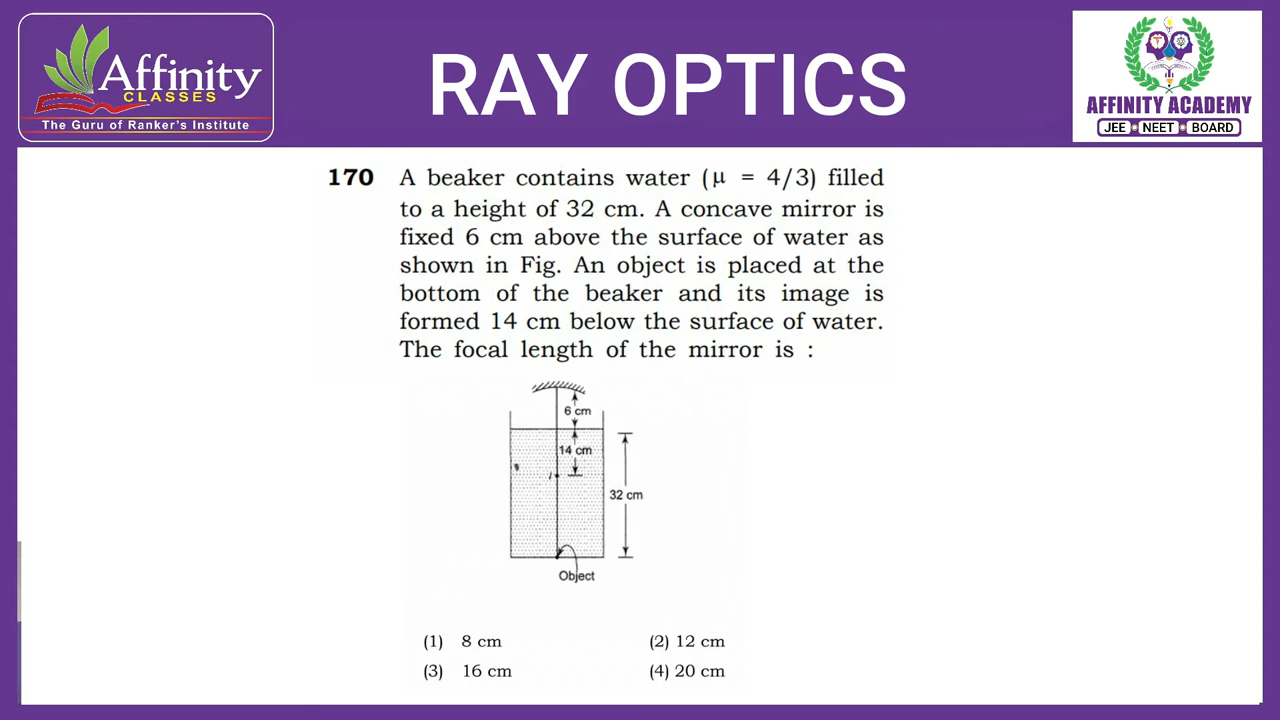 Affinity
CLASSES
The Guru of Ranker's Institute
RAY OPTICS
AFFINITY ACADEMY
JEE • NEET • BOARD
170 A beaker contains water (μ = 4/3) filled
to a height of 32 cm. A concave mirror is
fixed 6 cm above the surface of water as
shown in Fig. An object is placed at the
bottom of the beaker and its image is
formed 14 cm below the surface of water.
The focal length of the mirror is :
6 cm
14 cm
I
32 cm
Object
(1) 8 cm (2) 12 cm
(3) 16 cm (4) 20 cm